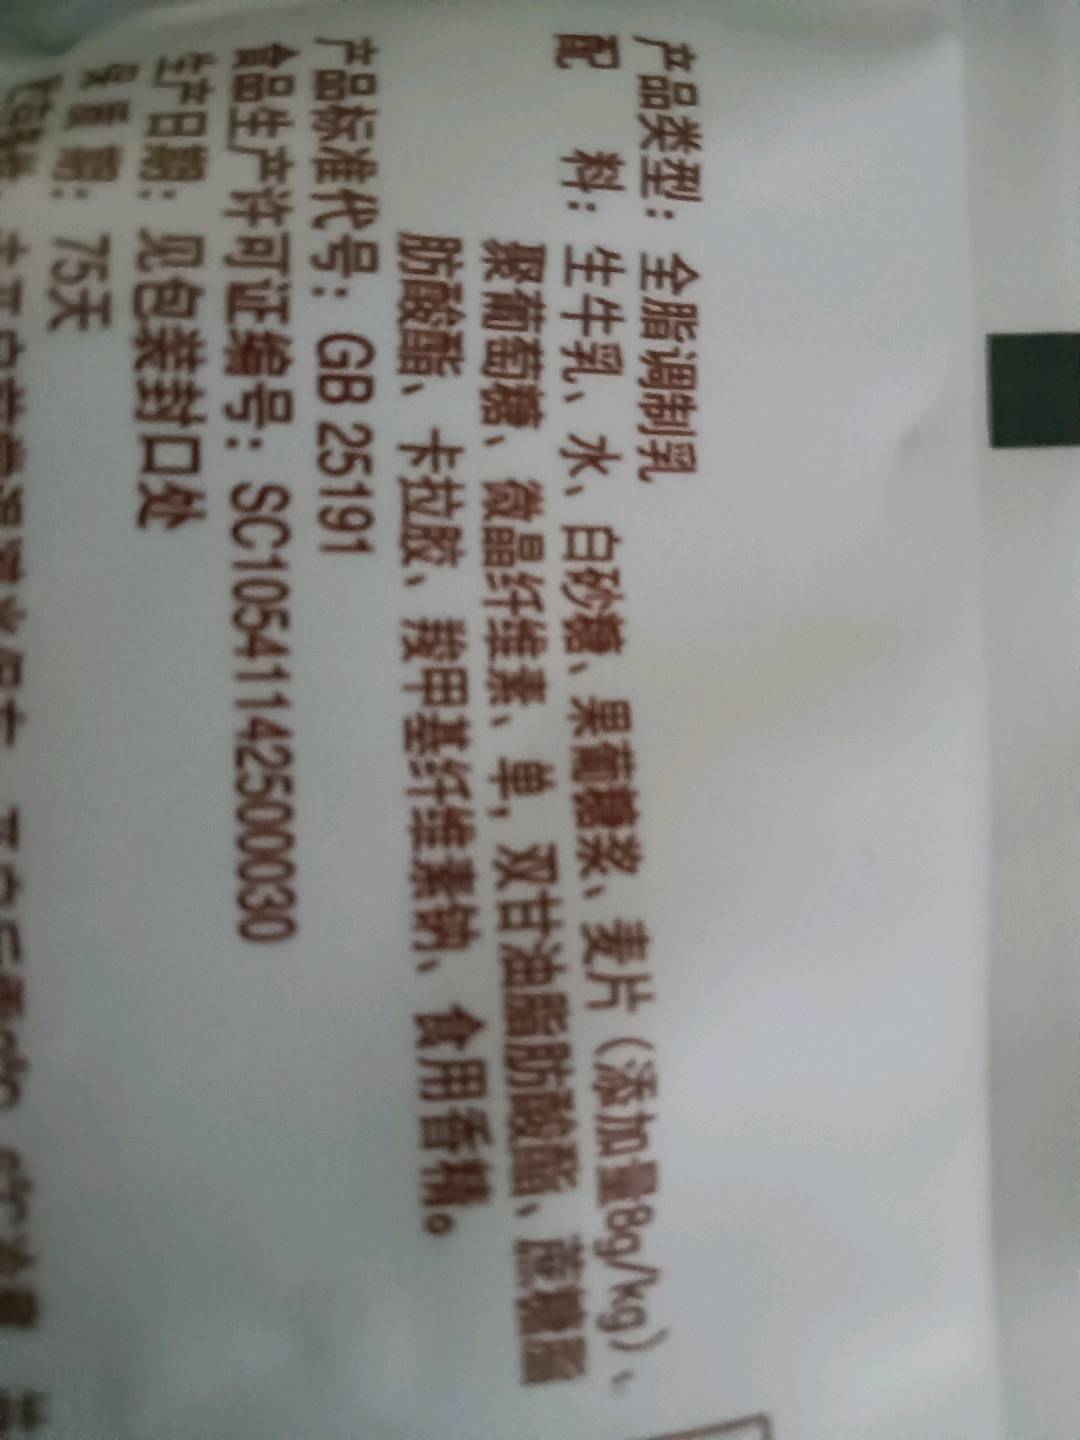 产品类型：全脂调制乳
配 料：生牛乳、水、白砂糖、果葡糖浆、麦片（添加量8g/kg）、
聚葡萄糖、微晶纤维素、单，双甘油脂肪酸酯、蔗糖脂
肪酸酯、卡拉胶、羧甲基纤维素钠、食用香精。
产品标准代号：GB 25191
食品生产许可证编号：SC10541142500030
生产日期：见包装封口处
保质期：75天